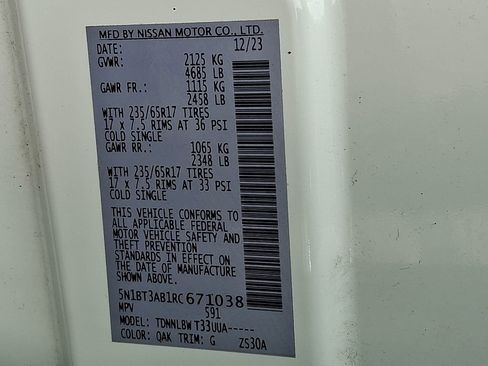 MFD BY NISSAN MOTOR CO., LTD.
DATE: 12/23
GVWR: 2125 KG
4685 LB
GAWR FR.: 1115 KG
2458 LB
WITH 235/65R17 TIRES
17 x 7.5 RIMS AT 36 PSI
COLD SINGLE
GAWR RR.: 1065 KG
2348 LB
WITH 235/65R17 TIRES
17 x 7.5 RIMS AT 33 PSI
COLD SINGLE
THIS VEHICLE CONFORMS TO
ALL APPLICABLE FEDERAL
MOTOR VEHICLE SAFETY AND
THEFT PREVENTION
STANDARDS IN EFFECT ON
THE DATE OF MANUFACTURE
SHOWN ABOVE.
5N1BT3AB1RC671038
MPV 591
MODEL: TDNNLBW T33UUA-----
COLOR: QAK TRIM: G ZS30A